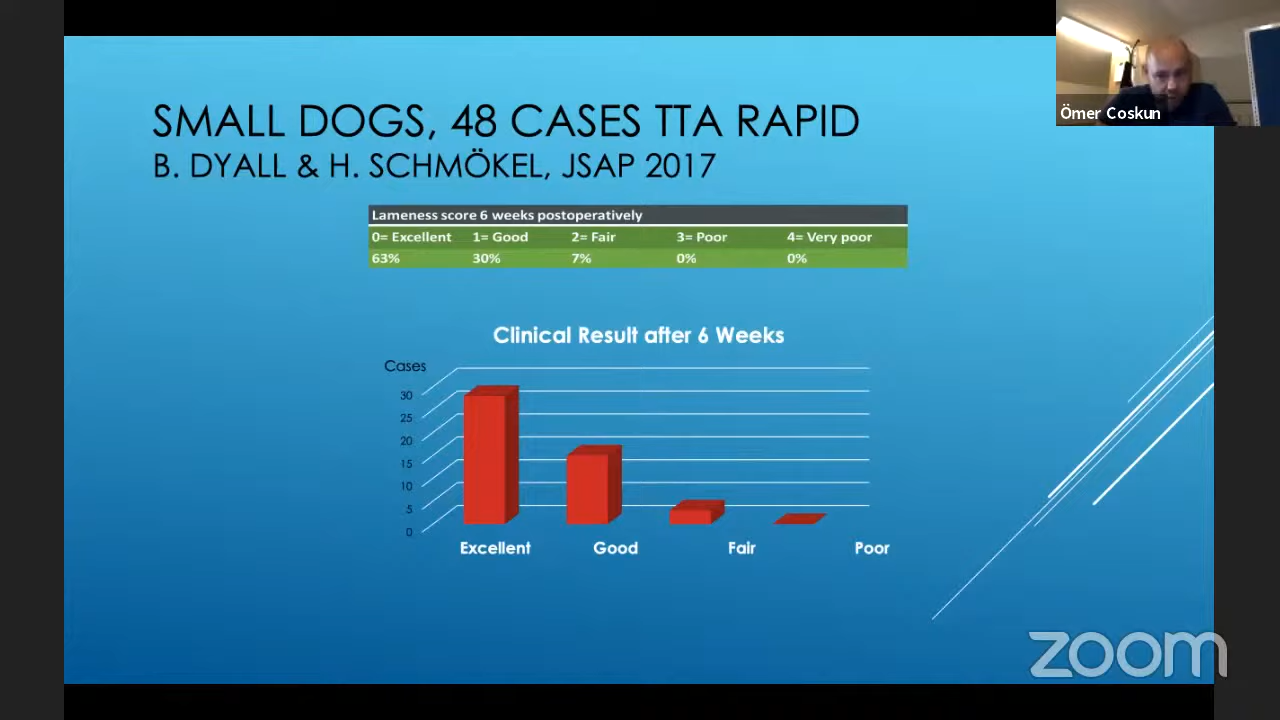 Ömer Coskun
SMALL DOGS, 48 CASES TTA RAPID
B. DYALL & H. SCHMÖKEL, JSAP 2017
Lameness score 6 weeks postoperatively
0= Excellent 1= Good 2= Fair 3= Poor 4= Very poor
63% 30% 7% 0% 0%
Clinical Result after 6 Weeks
Cases
30
25
20
15
10
5
0
Excellent Good Fair Poor
zoom